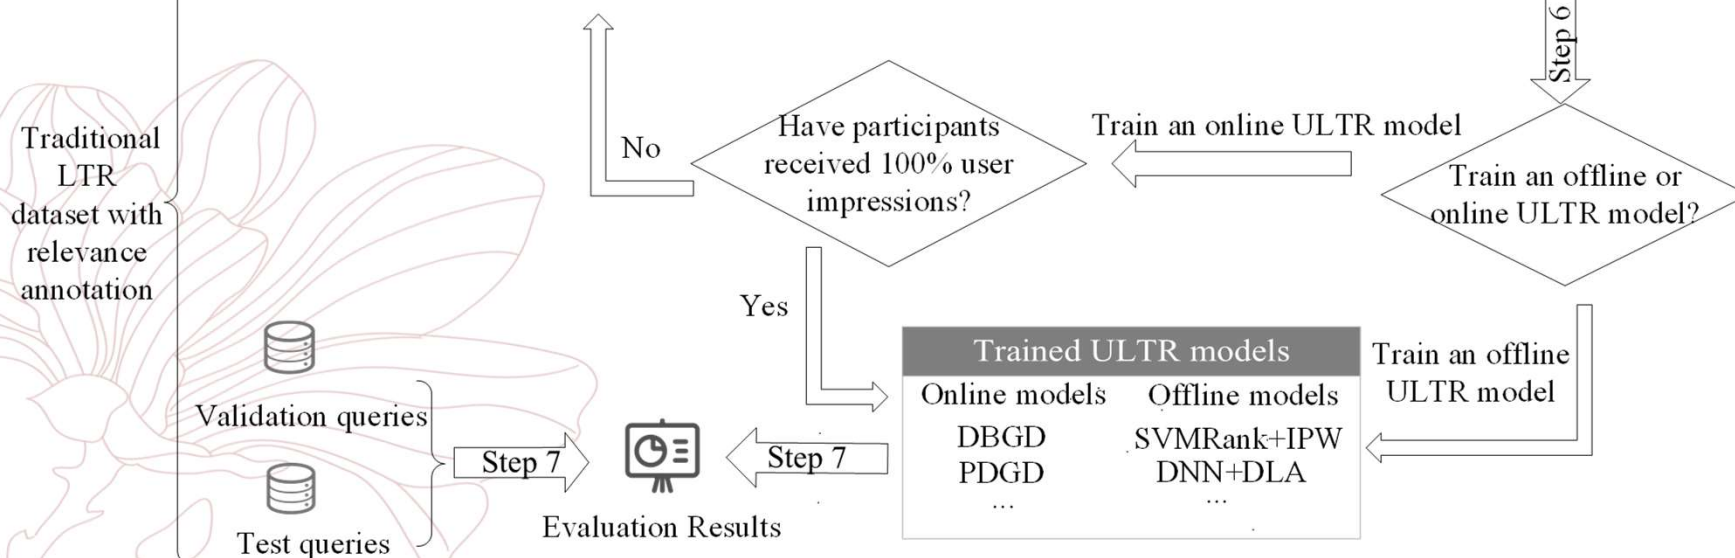 Step 6
Traditional
LTR
dataset with
relevance
annotation
No
Have participants
received 100% user
impressions?
Train an online ULTR model
Train an offline or
online ULTR model?
Yes
Trained ULTR models
Online models
Offline models
DBGD
SVMRank+IPW
PDGD
DNN+DLA
...
...
Train an offline
ULTR model
Validation queries
Step 7
Step 7
Evaluation Results
Test queries